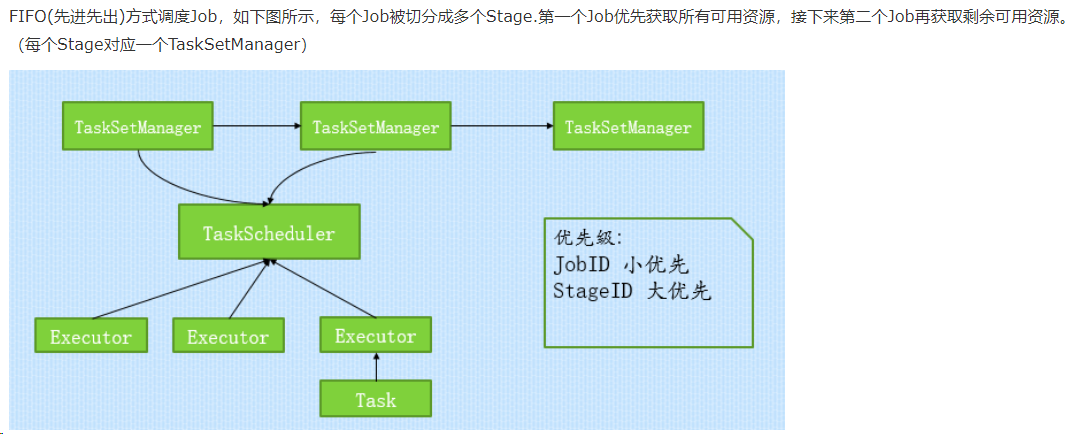 FIFO(先进先出)方式调度Job，如下图所示，每个Job被切分成多个Stage.第一个Job优先获取所有可用资源，接下来第二个Job再获取剩余可用资源。
（每个Stage对应一个TaskSetManager）
TaskSetManager
TaskSetManager
TaskSetManager
TaskScheduler
优先级:
JobID 小优先
StageID 大优先
Executor
Executor
Executor
Task